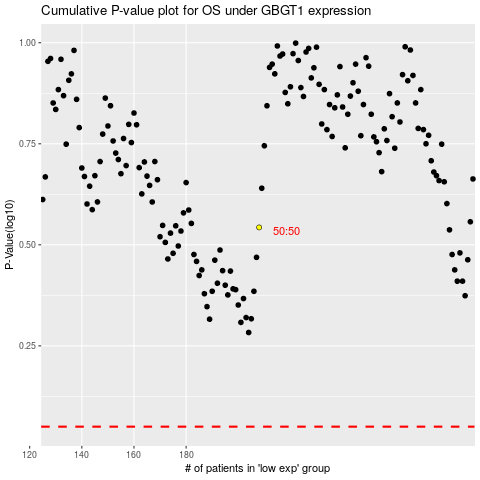 Cumulative P-value plot for OS under GBGT1 expression
P-Value(log10)
1.00
0.75
0.50
0.25
50:50
120 140 160 180
# of patients in 'low exp' group